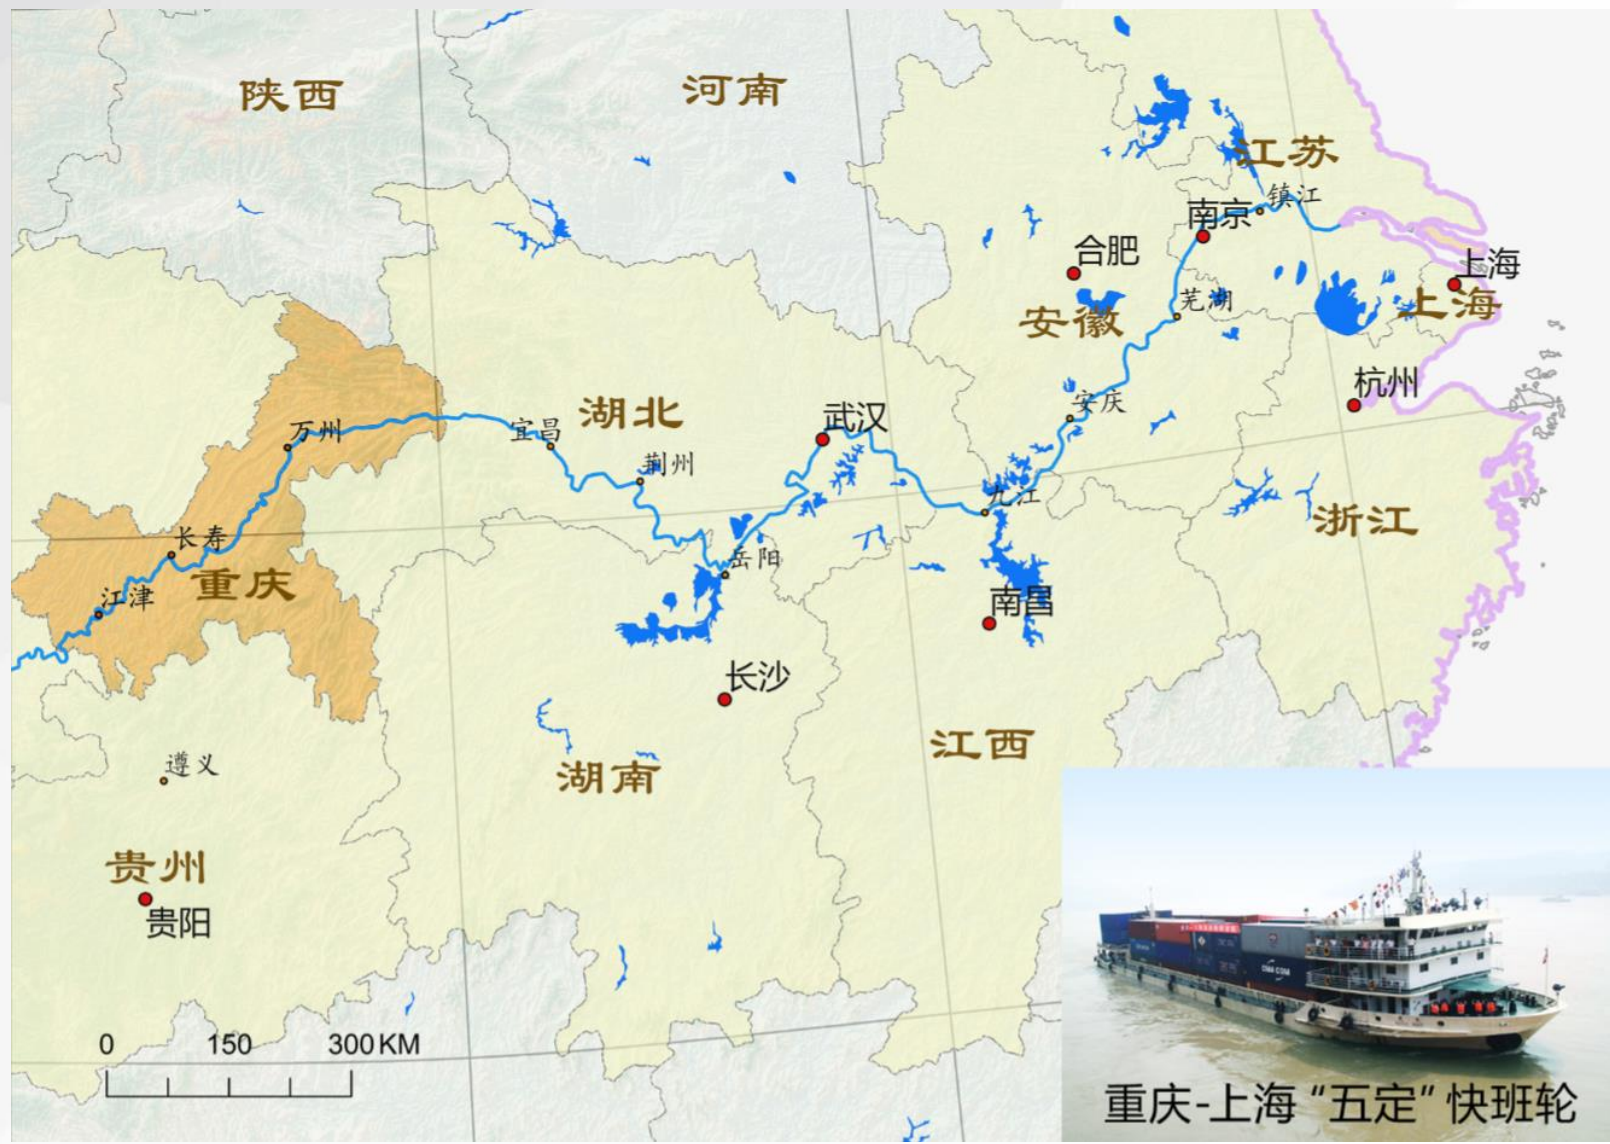 陕西
河南
江苏
镇江
南京
合肥
上海
上海
芜湖
安徽
杭州
安庆
湖北
武汉
万州
宜昌
荆州
九江
浙江
长寿
岳阳
重庆
江津
南昌
长沙
江西
湖南
遵义
贵州
贵阳
0 150 300 KM
CMA CGM
重庆-上海“五定”快班轮